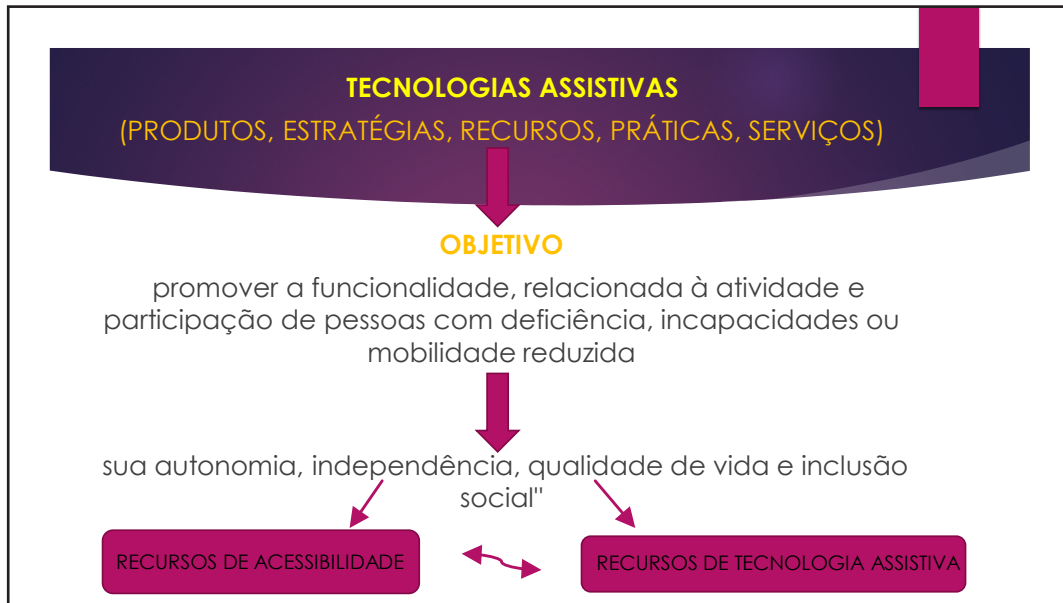 TECNOLOGIAS ASSISTIVAS
(PRODUTOS, ESTRATÉGIAS, RECURSOS, PRÁTICAS, SERVIÇOS)
OBJETIVO
promover a funcionalidade, relacionada à atividade e
participação de pessoas com deficiência, incapacidades ou
mobilidade reduzida
sua autonomia, independência, qualidade de vida e inclusão
social"
RECURSOS DE ACESSIBILIDADE
RECURSOS DE TECNOLOGIA ASSISTIVA